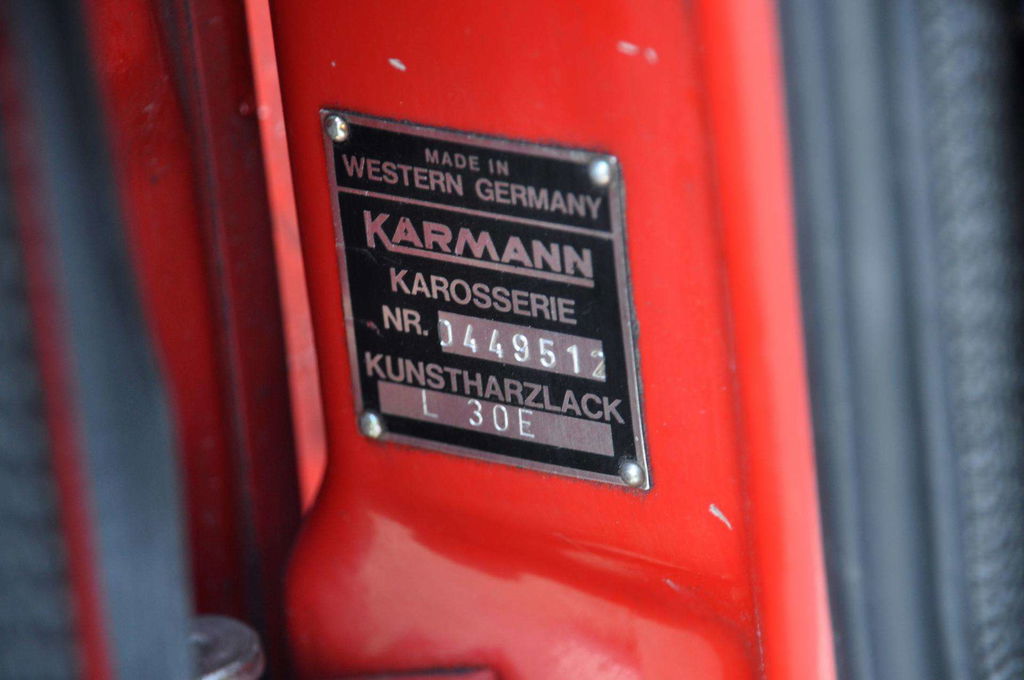 MADE IN
WESTERN GERMANY
KARMANN
KAROSSERIE
NR. 0449512
KUNSTHARZLACK
L 30E